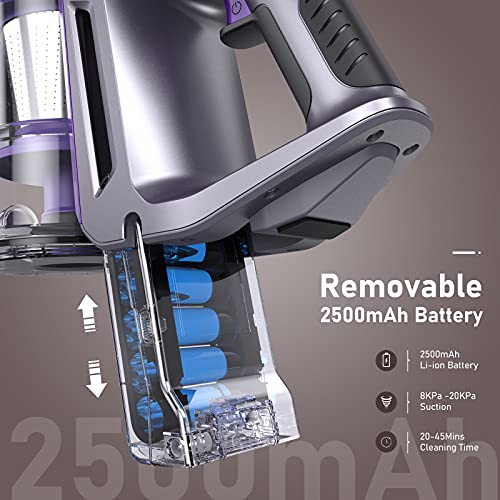 Removable
2500mAh Battery
2500mAh
Li-ion Battery
8KPa -20KPa
Suction
20-45Mins
Cleaning Time
2500mAh